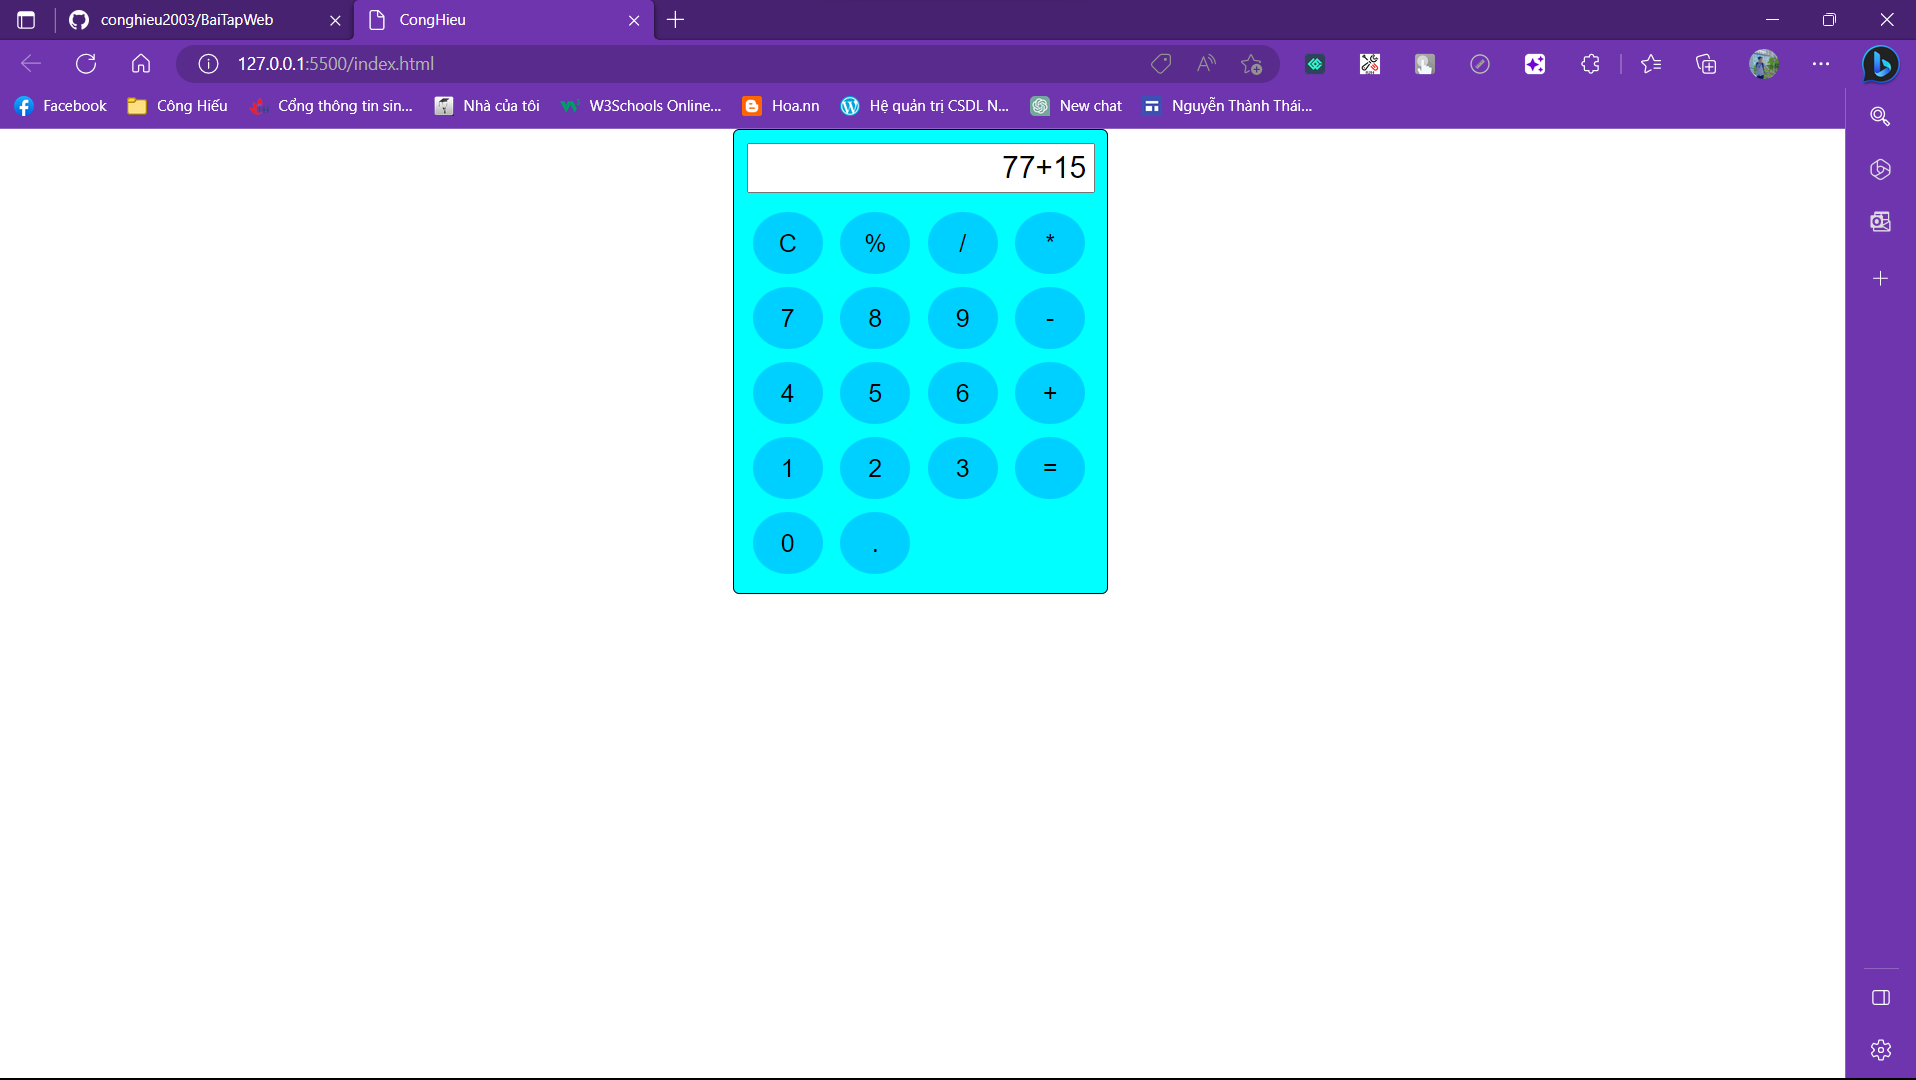 conghieu2003/BaiTapWeb
CongHieu
127.0.0.1:5500/index.html
Facebook
Công Hiếu
Cổng thông tin sin...
Nhà của tôi
W3Schools Online...
Hoa.nn
Hệ quản trị CSDL N...
New chat
Nguyễn Thành Thái...
77+15
C % / *
7 8 9 -
4 5 6 +
1 2 3 =
0 .